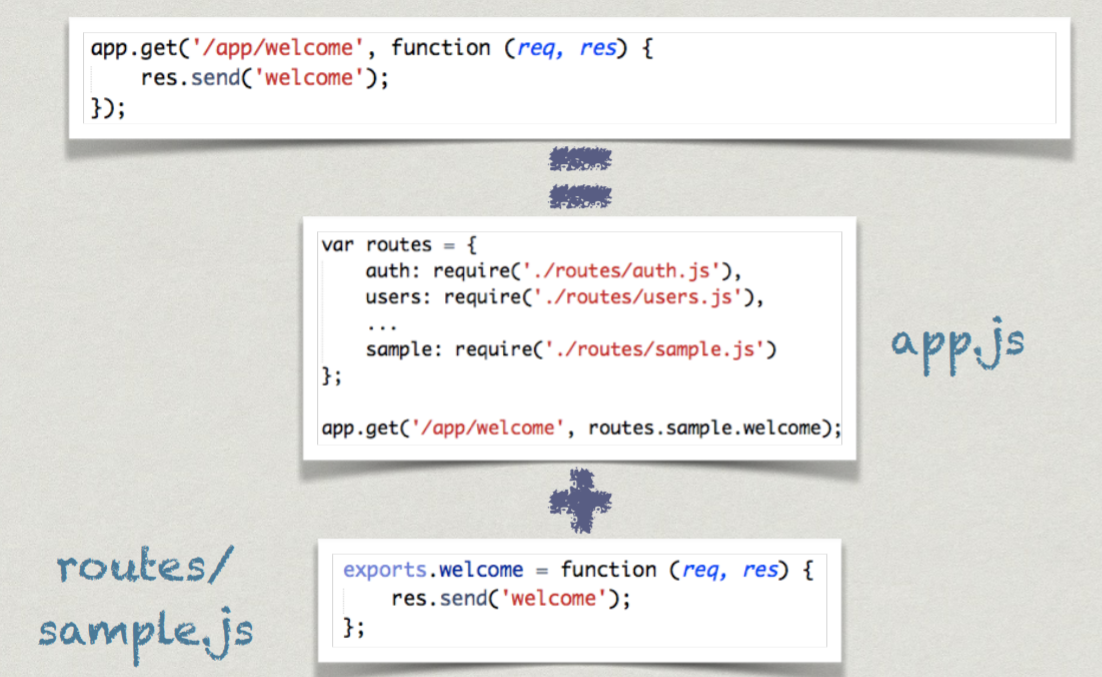 app.get('/app/welcome', function (req, res) {
    res.send('welcome');
});
=
var routes = {
    auth: require('./routes/auth.js'),
    users: require('./routes/users.js'),
    ...
    sample: require('./routes/sample.js')
};

app.get('/app/welcome', routes.sample.welcome);
app.js
+
routes/
sample.js
exports.welcome = function (req, res) {
    res.send('welcome');
};